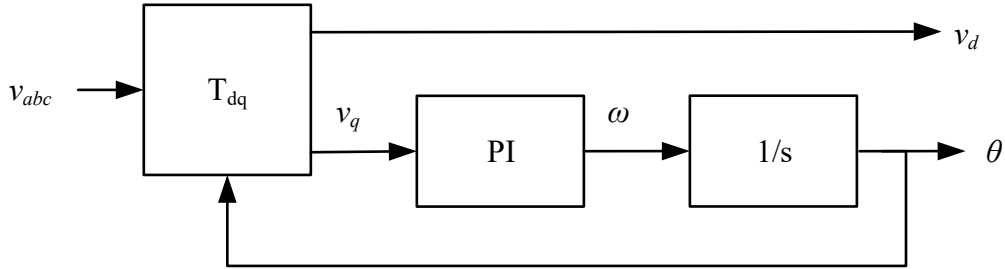 v_d
v_abc
T_dq
v_q
ω
PI
1/s
θ